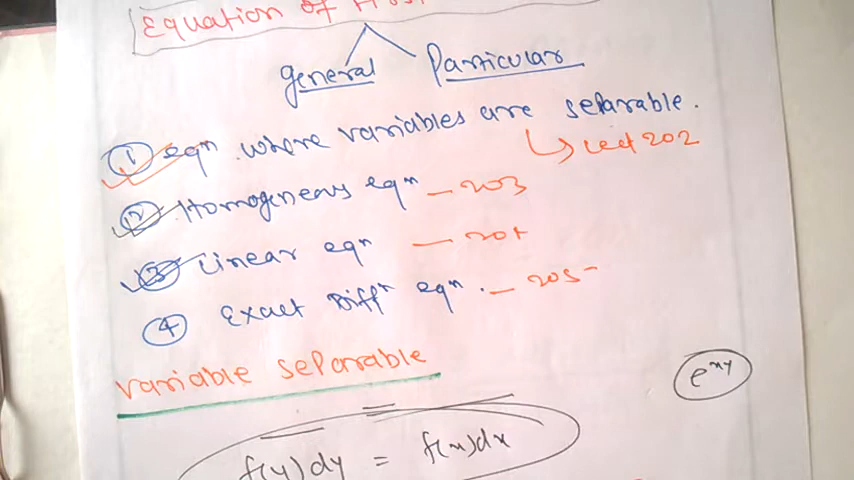 Equation of
general Particular
① eqn. where variables are separable.
↳ Lect 202
② Homogeneous eqn – 203
③ Linear eqn – 204
④ Exact Diffn eqn. – 205
variable separable
e^xy
f(y)dy = f(x)dx